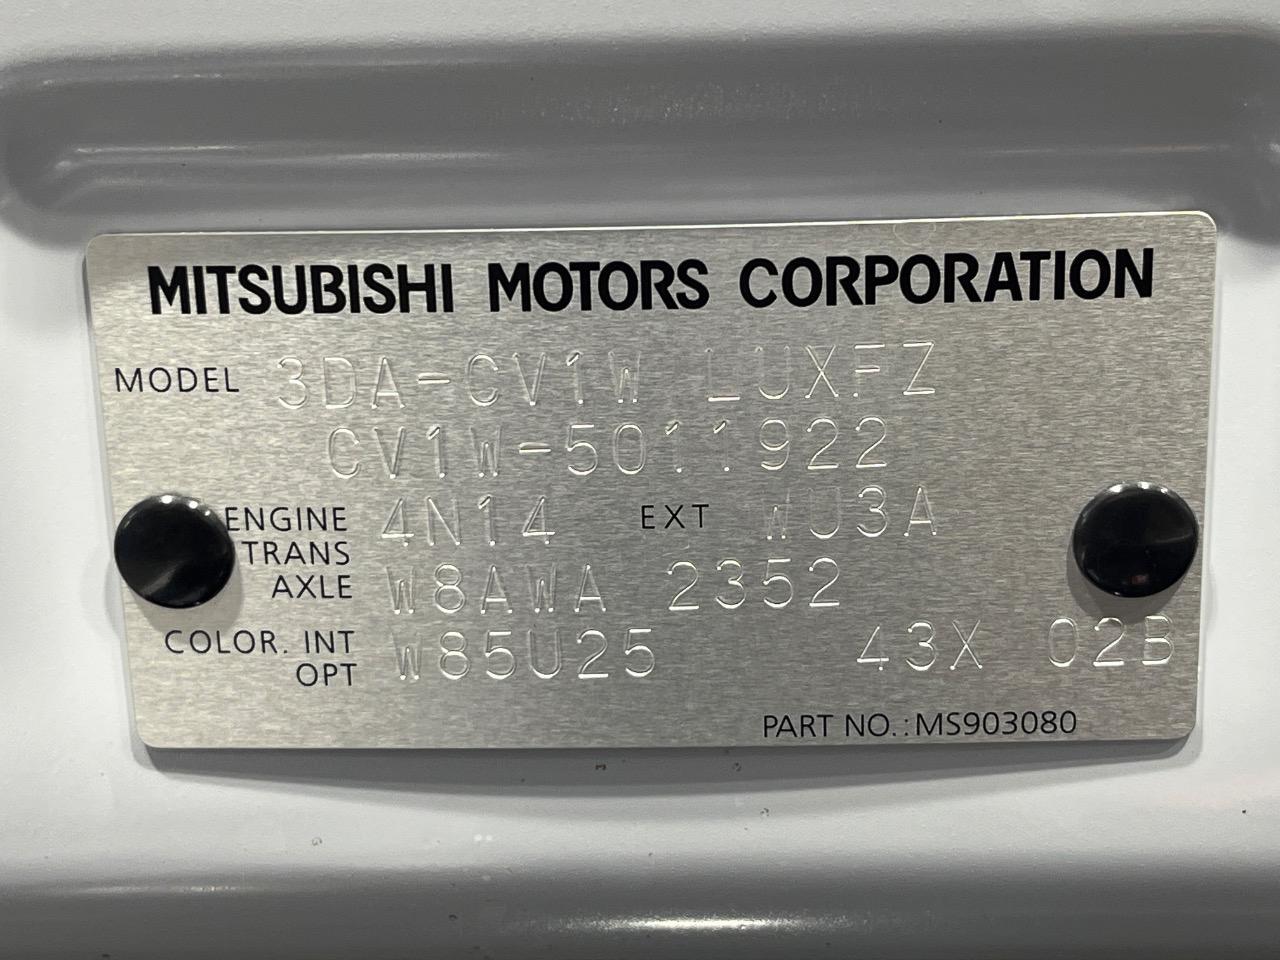 MITSUBISHI MOTORS CORPORATION
MODEL 3DA-CV1W LUXFZ
CV1W-5011922
ENGINE 4N14 EXT WU3A
TRANS
AXLE W8AWA 2352
COLOR. INT
OPT W85U25 43X 02B
PART NO.:MS903080